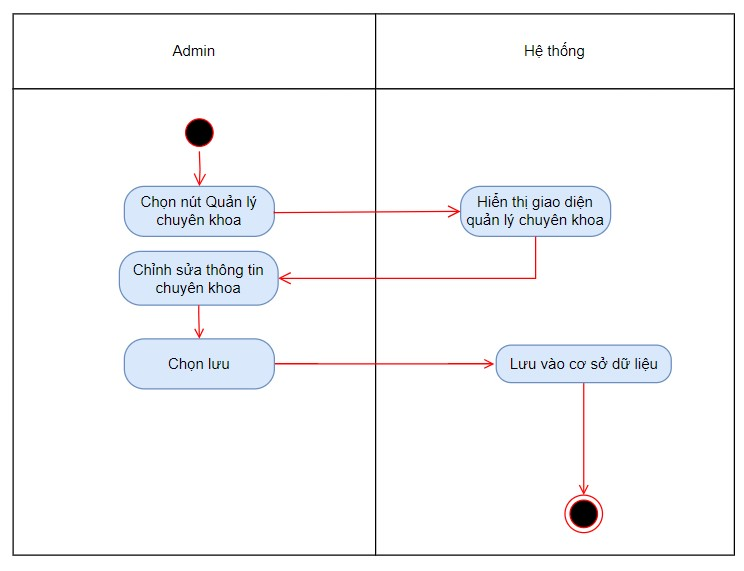 Admin
Hệ thống
Chọn nút Quản lý
chuyên khoa
Hiển thị giao diện
quản lý chuyên khoa
Chỉnh sửa thông tin
chuyên khoa
Chọn lưu
Lưu vào cơ sở dữ liệu